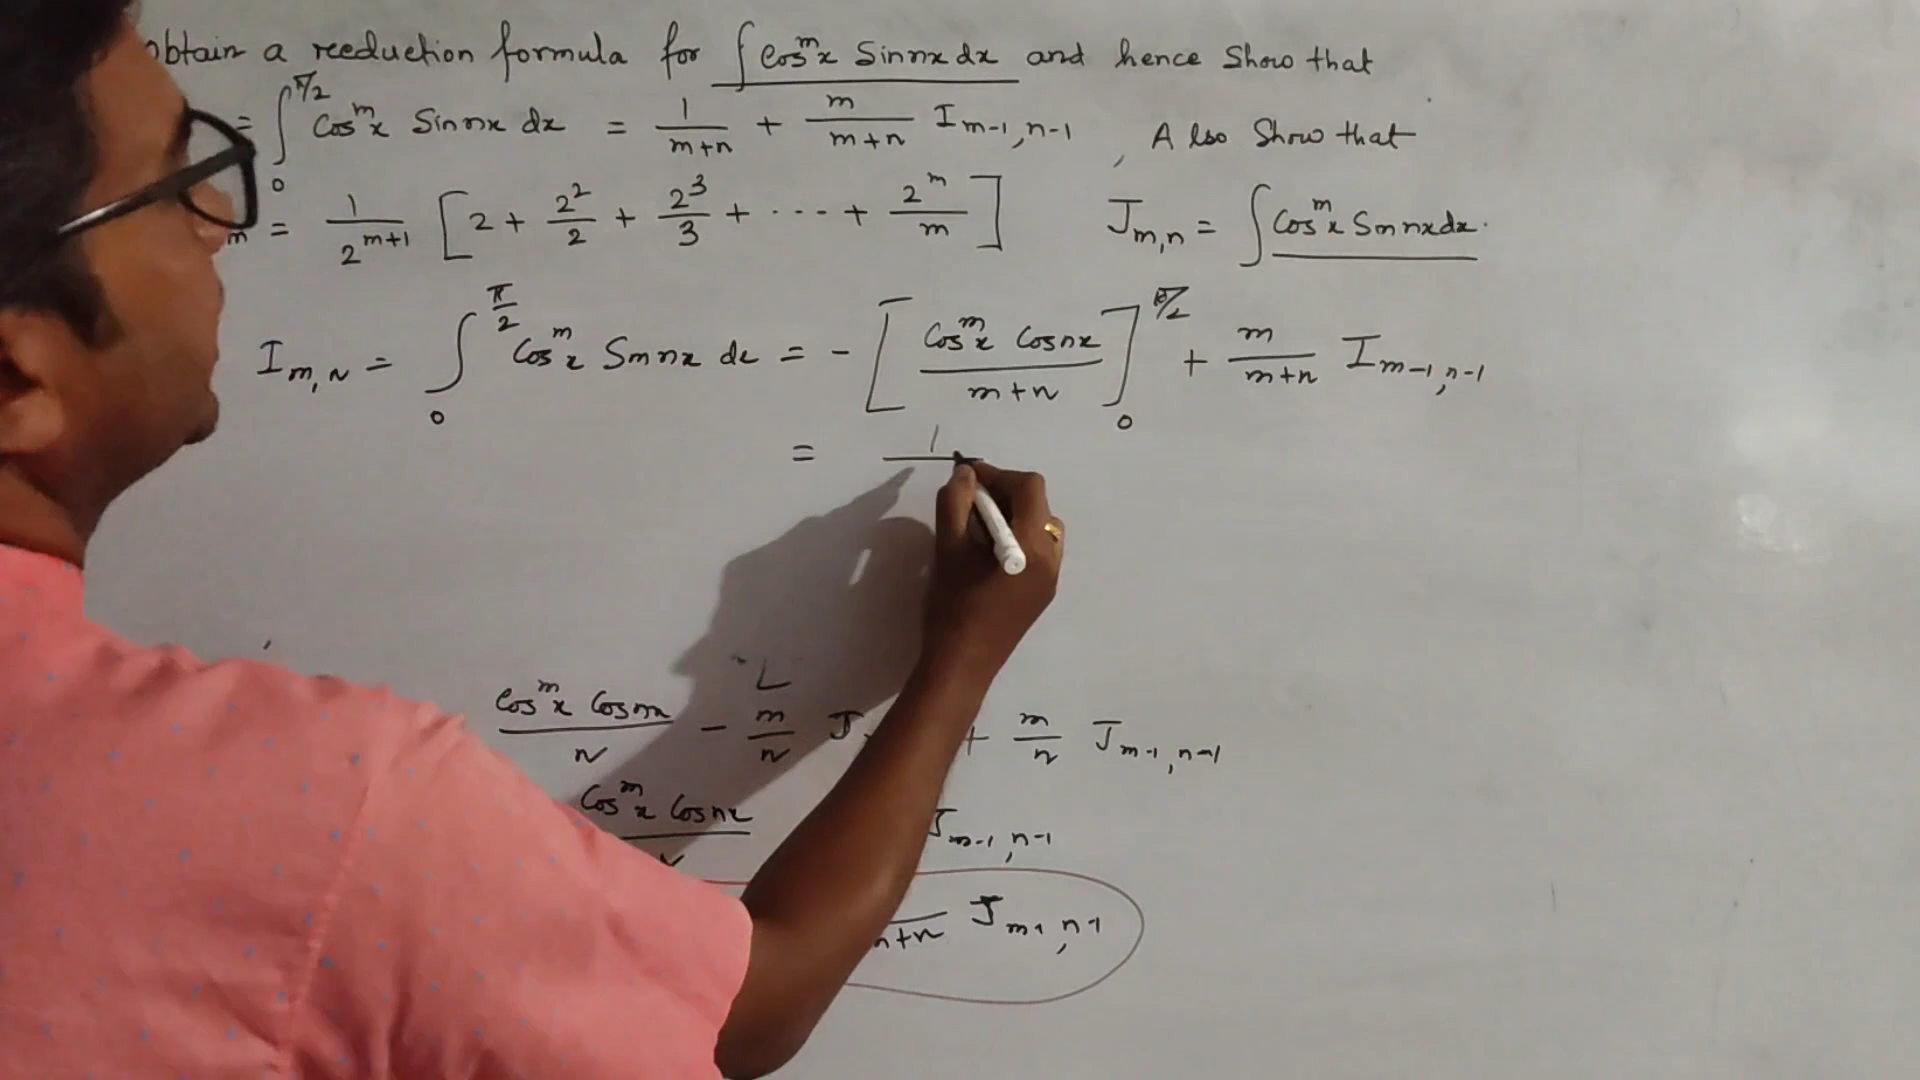 obtain a reeduction formula for ∫ Cos^m x Sin nx dx and hence Show that
= ∫_0^{π/2} Cos^m x Sin nx dx = 1/(m+n) + m/(m+n) I_{m-1, n-1} , Also Show that
m = 1/2^{m+1} [ 2 + 2^2/2 + 2^3/3 + ··· + 2^m/m ] J_{m,n} = ∫ Cos^m x Sin nx dx.
I_{m,n} = ∫_0^{π/2} Cos^m x Sin nx dx = - [ Cos^m x Cos nx / (m+n) ]_0^{π/2} + m/(m+n) I_{m-1, n-1}
= 1
Cos^m x Cos nx / n - m/n J + m/n J_{m-1, n-1}
Cos^m x Cos nx J_{m-1, n-1}
m+n J_{m-1, n-1}